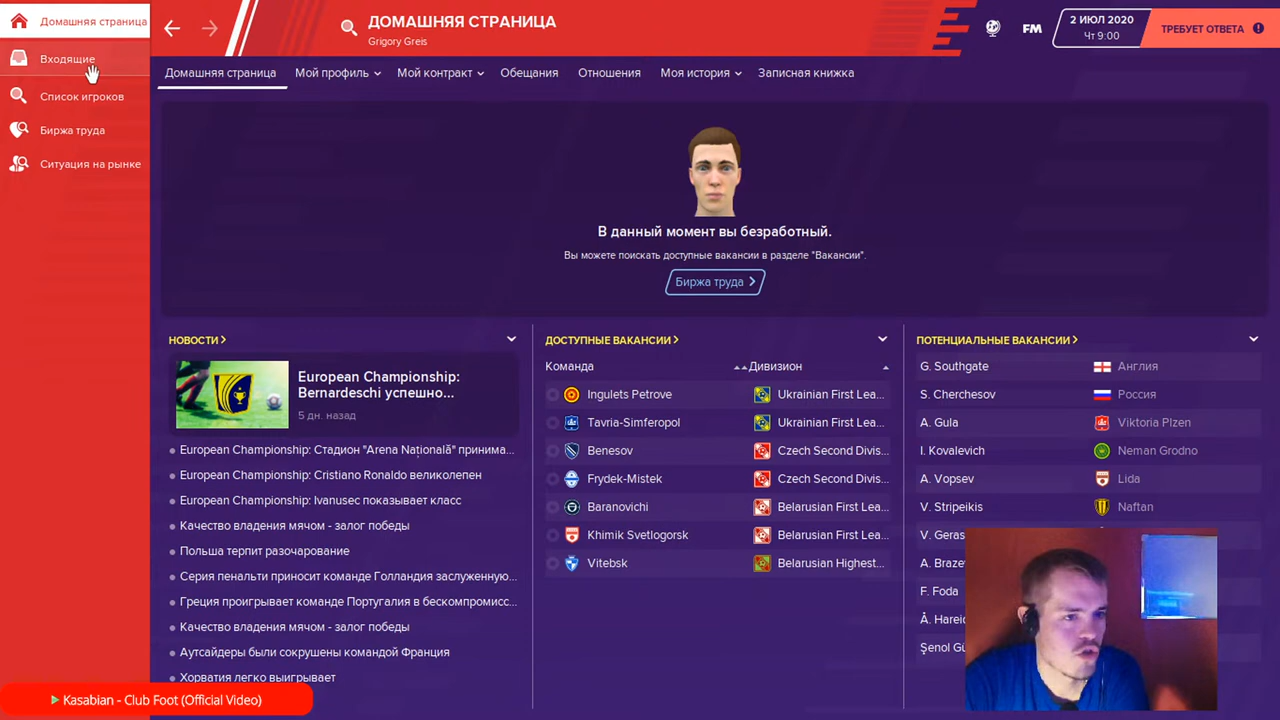 Домашняя страница
Входящие
Список игроков
Биржа труда
Ситуация на рынке
ДОМАШНЯЯ СТРАНИЦА
Grigory Greis
FM
2 ИЮЛ 2020
Чт 9:00
ТРЕБУЕТ ОТВЕТА
Домашняя страница
Мой профиль
Мой контракт
Обещания
Отношения
Моя история
Записная книжка
В данный момент вы безработный.
Вы можете поискать доступные вакансии в разделе "Вакансии".
Биржа труда
НОВОСТИ
European Championship:
Bernardeschi успешно...
5 дн. назад
European Championship: Стадион "Arena Națională" принима...
European Championship: Cristiano Ronaldo великолепен
European Championship: Ivanusec показывает класс
Качество владения мячом - залог победы
Польша терпит разочарование
Серия пенальти приносит команде Голландия заслуженную...
Греция проигрывает команде Португалия в бескомпромисс...
Качество владения мячом - залог победы
Аутсайдеры были сокрушены командой Франция
Хорватия легко выигрывает
ДОСТУПНЫЕ ВАКАНСИИ
Команда Дивизион
Ingulets Petrove Ukrainian First Lea...
Tavria-Simferopol Ukrainian First Lea...
Benesov Czech Second Divis...
Frydek-Mistek Czech Second Divis...
Baranovichi Belarusian First Lea...
Khimik Svetlogorsk Belarusian First Lea...
Vitebsk Belarusian Highest...
ПОТЕНЦИАЛЬНЫЕ ВАКАНСИИ
G. Southgate Англия
S. Cherchesov Россия
A. Gula Viktoria Plzen
I. Kovalevich Neman Grodno
A. Vopsev Lida
V. Stripeikis Naftan
V. Geras
A. Braze
F. Foda
Å. Hareid
Şenol Gü
Kasabian - Club Foot (Official Video)